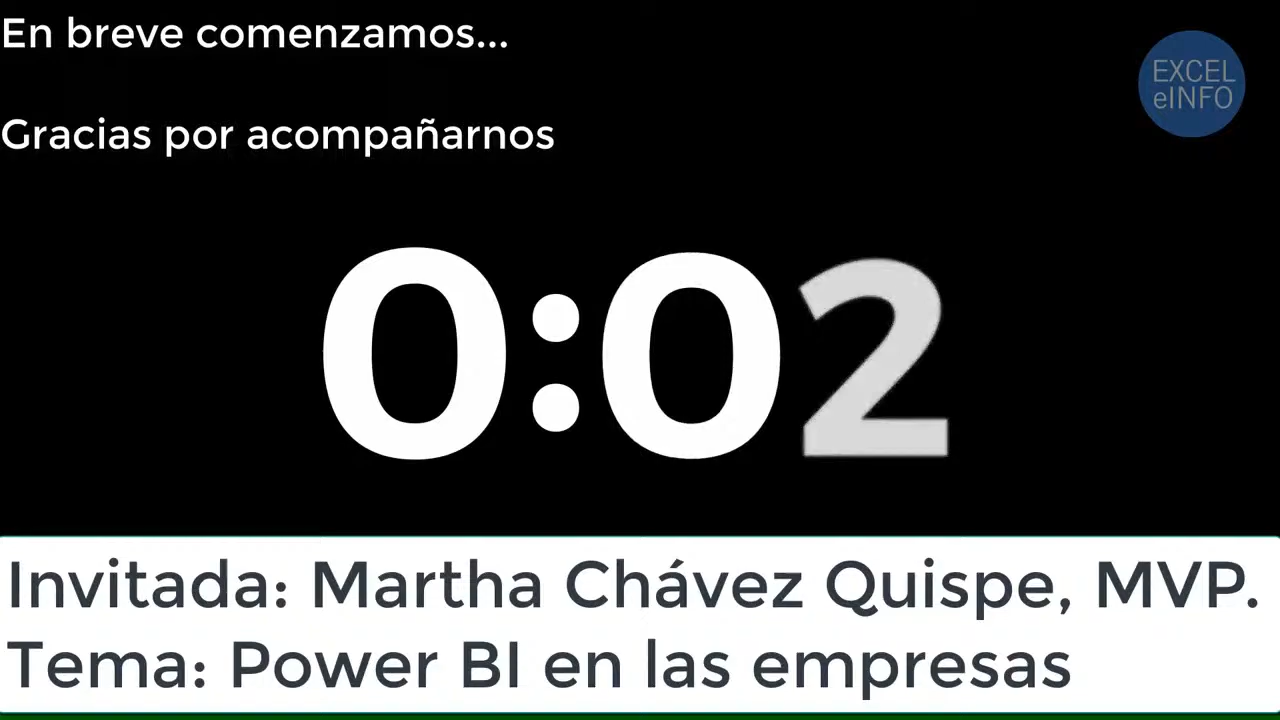 En breve comenzamos...
EXCEL
eINFO
Gracias por acompañarnos
0:02
Invitada: Martha Chávez Quispe, MVP.
Tema: Power BI en las empresas